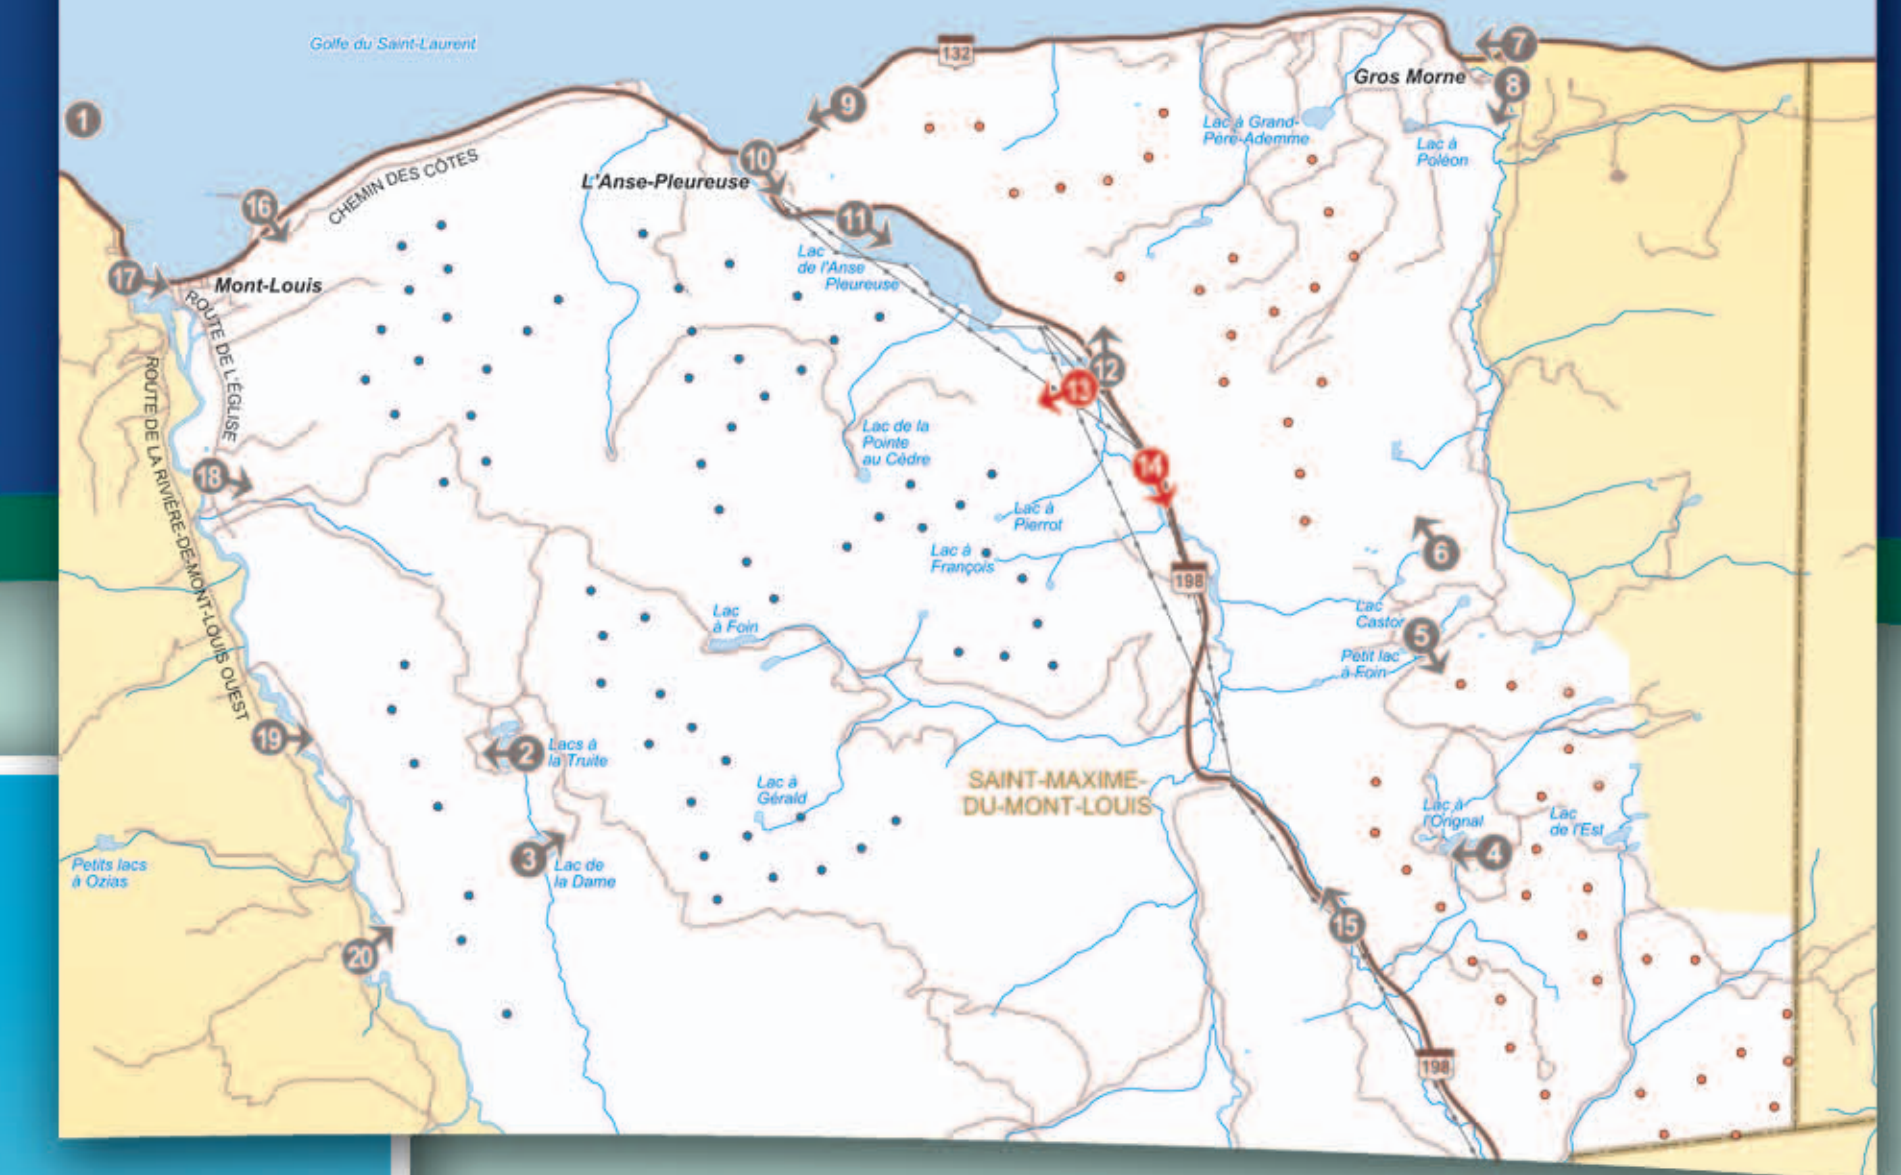 Golfe du Saint-Laurent
132
7
Gros Morne
8
9
1
Lac à Grand-
Père-Ademme
Lac à
Poléon
10
CHEMIN DES CÔTES
L'Anse-Pleureuse
16
11
Lac
de l'Anse
Pleureuse
17
Mont-Louis
ROUTE DE L'ÉGLISE
ROUTE DE LA RIVIÈRE-DE-MONT-LOUIS OUEST
12
13
Lac de la
Pointe
au Cèdre
14
18
Lac à
Pierrot
6
Lac à
François
198
Lac
à Foin
Lac
Castor
5
Petit lac
à Foin
19
2
Lacs à
la Truite
SAINT-MAXIME-
DU-MONT-LOUIS
Lac à
Gérald
Lac à
l'Orignal
Lac
de l'Est
4
3
Lac de
la Dame
Petits lacs
à Ozias
15
20
198